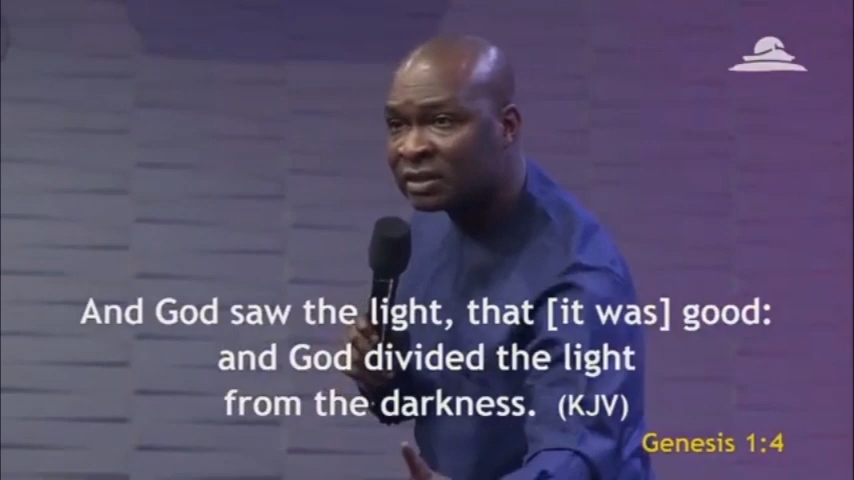 And God saw the light, that [it was] good:
and God divided the light
from the darkness. (KJV)
Genesis 1:4